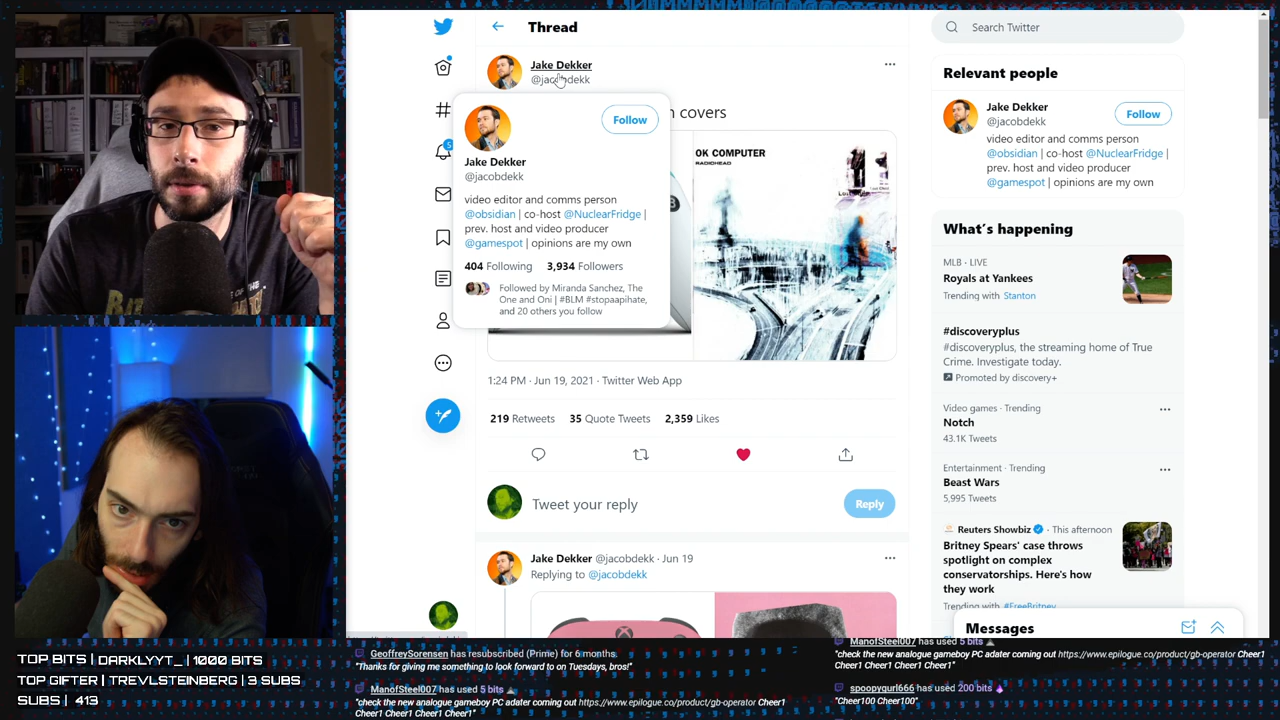 Thread
Jake Dekker
@jacobdekk
covers
Follow
Jake Dekker
@jacobdekk
video editor and comms person
@obsidian | co-host @NuclearFridge |
prev. host and video producer
@gamespot | opinions are my own
404 Following 3,934 Followers
Followed by Miranda Sanchez, The
One and Oni | #BLM #stopaapihate,
and 20 others you follow
OK COMPUTER
RADIOHEAD
1:24 PM · Jun 19, 2021 · Twitter Web App
219 Retweets 35 Quote Tweets 2,359 Likes
Tweet your reply
Reply
Jake Dekker @jacobdekk · Jun 19
Replying to @jacobdekk
Search Twitter
Relevant people
Jake Dekker
@jacobdekk
Follow
video editor and comms person
@obsidian | co-host @NuclearFridge |
prev. host and video producer
@gamespot | opinions are my own
What's happening
MLB · LIVE
Royals at Yankees
Trending with Stanton
#discoveryplus
#discoveryplus, the streaming home of True
Crime. Investigate today.
Promoted by discovery+
Video games · Trending
Notch
43.1K Tweets
Entertainment · Trending
Beast Wars
5,995 Tweets
Reuters Showbiz · This afternoon
Britney Spears' case throws
spotlight on complex
conservatorships. Here's how
they work
Trending with #FreeBritney
Messages
TOP BITS | DARKLYYT_ | 1000 BITS
TOP GIFTER | TREVLSTEINBERG | 3 SUBS
SUBS | 413
GeoffreySorensen has resubscribed (Prime) for 6 months.
"Thanks for giving me something to look forward to on Tuesdays, bros!"
ManofSteel007 has used 5 bits
"check the new analogue gameboy PC adater coming out https://www.epilogue.co/product/gb-operator Cheer1
Cheer1 Cheer1 Cheer1 Cheer1"
ManofSteel007 has used 5 bits
"check the new analogue gameboy PC adater coming out https://www.epilogue.co/product/gb-operator Cheer1
Cheer1 Cheer1 Cheer1 Cheer1"
spoopygurl666 has used 200 bits
"Cheer100 Cheer100"